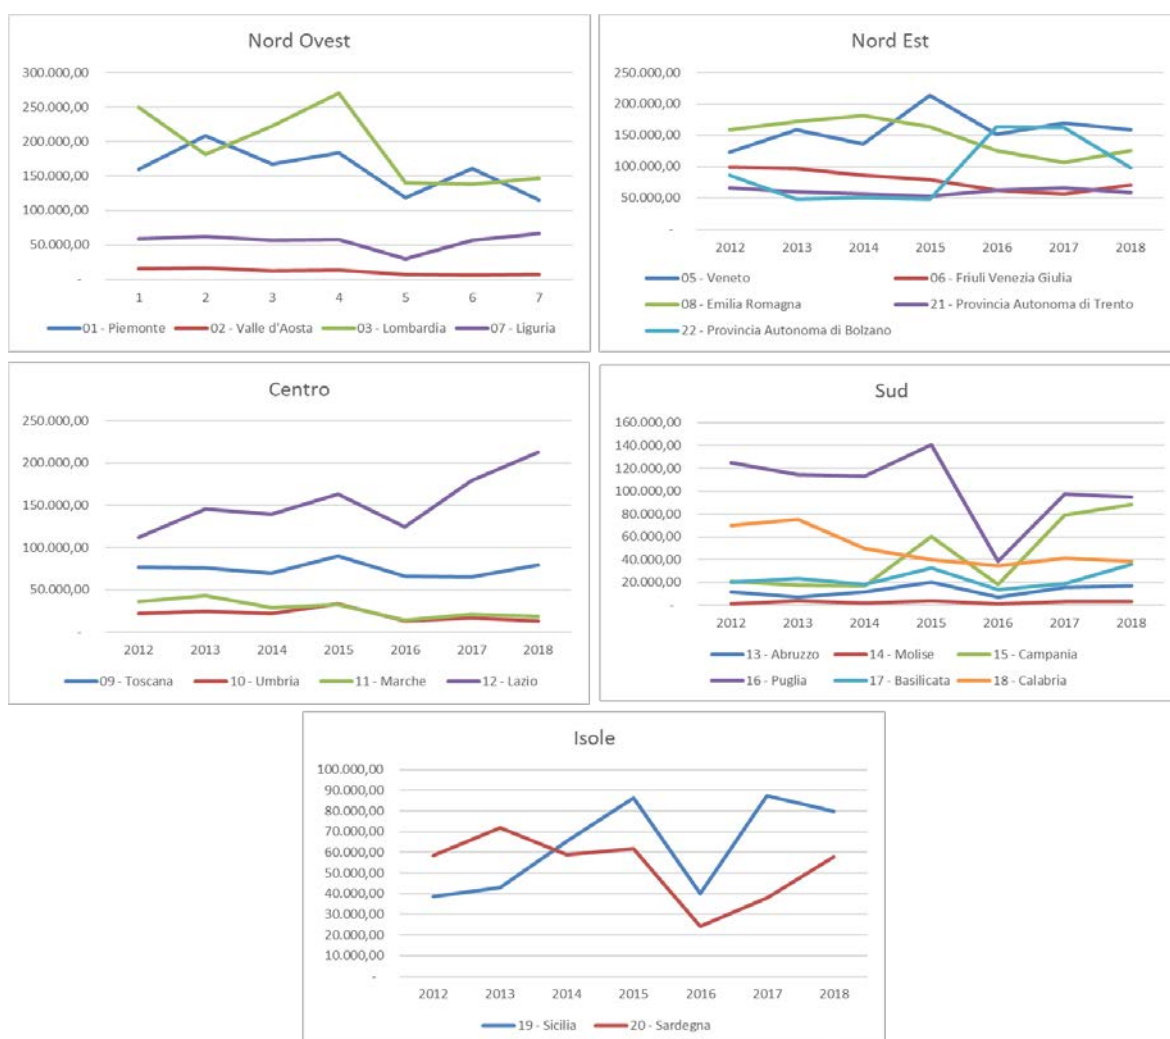 Nord Ovest
300.000,00
250.000,00
200.000,00
150.000,00
100.000,00
50.000,00
-
1 2 3 4 5 6 7
01 - Piemonte 02 - Valle d'Aosta 03 - Lombardia 07 - Liguria
Nord Est
250.000,00
200.000,00
150.000,00
100.000,00
50.000,00
-
2012 2013 2014 2015 2016 2017 2018
05 - Veneto 06 - Friuli Venezia Giulia
08 - Emilia Romagna 21 - Provincia Autonoma di Trento
22 - Provincia Autonoma di Bolzano
Centro
250.000,00
200.000,00
150.000,00
100.000,00
50.000,00
-
2012 2013 2014 2015 2016 2017 2018
09 - Toscana 10 - Umbria 11 - Marche 12 - Lazio
Sud
160.000,00
140.000,00
120.000,00
100.000,00
80.000,00
60.000,00
40.000,00
20.000,00
-
2012 2013 2014 2015 2016 2017 2018
13 - Abruzzo 14 - Molise 15 - Campania
16 - Puglia 17 - Basilicata 18 - Calabria
Isole
100.000,00
90.000,00
80.000,00
70.000,00
60.000,00
50.000,00
40.000,00
30.000,00
20.000,00
10.000,00
-
2012 2013 2014 2015 2016 2017 2018
19 - Sicilia 20 - Sardegna